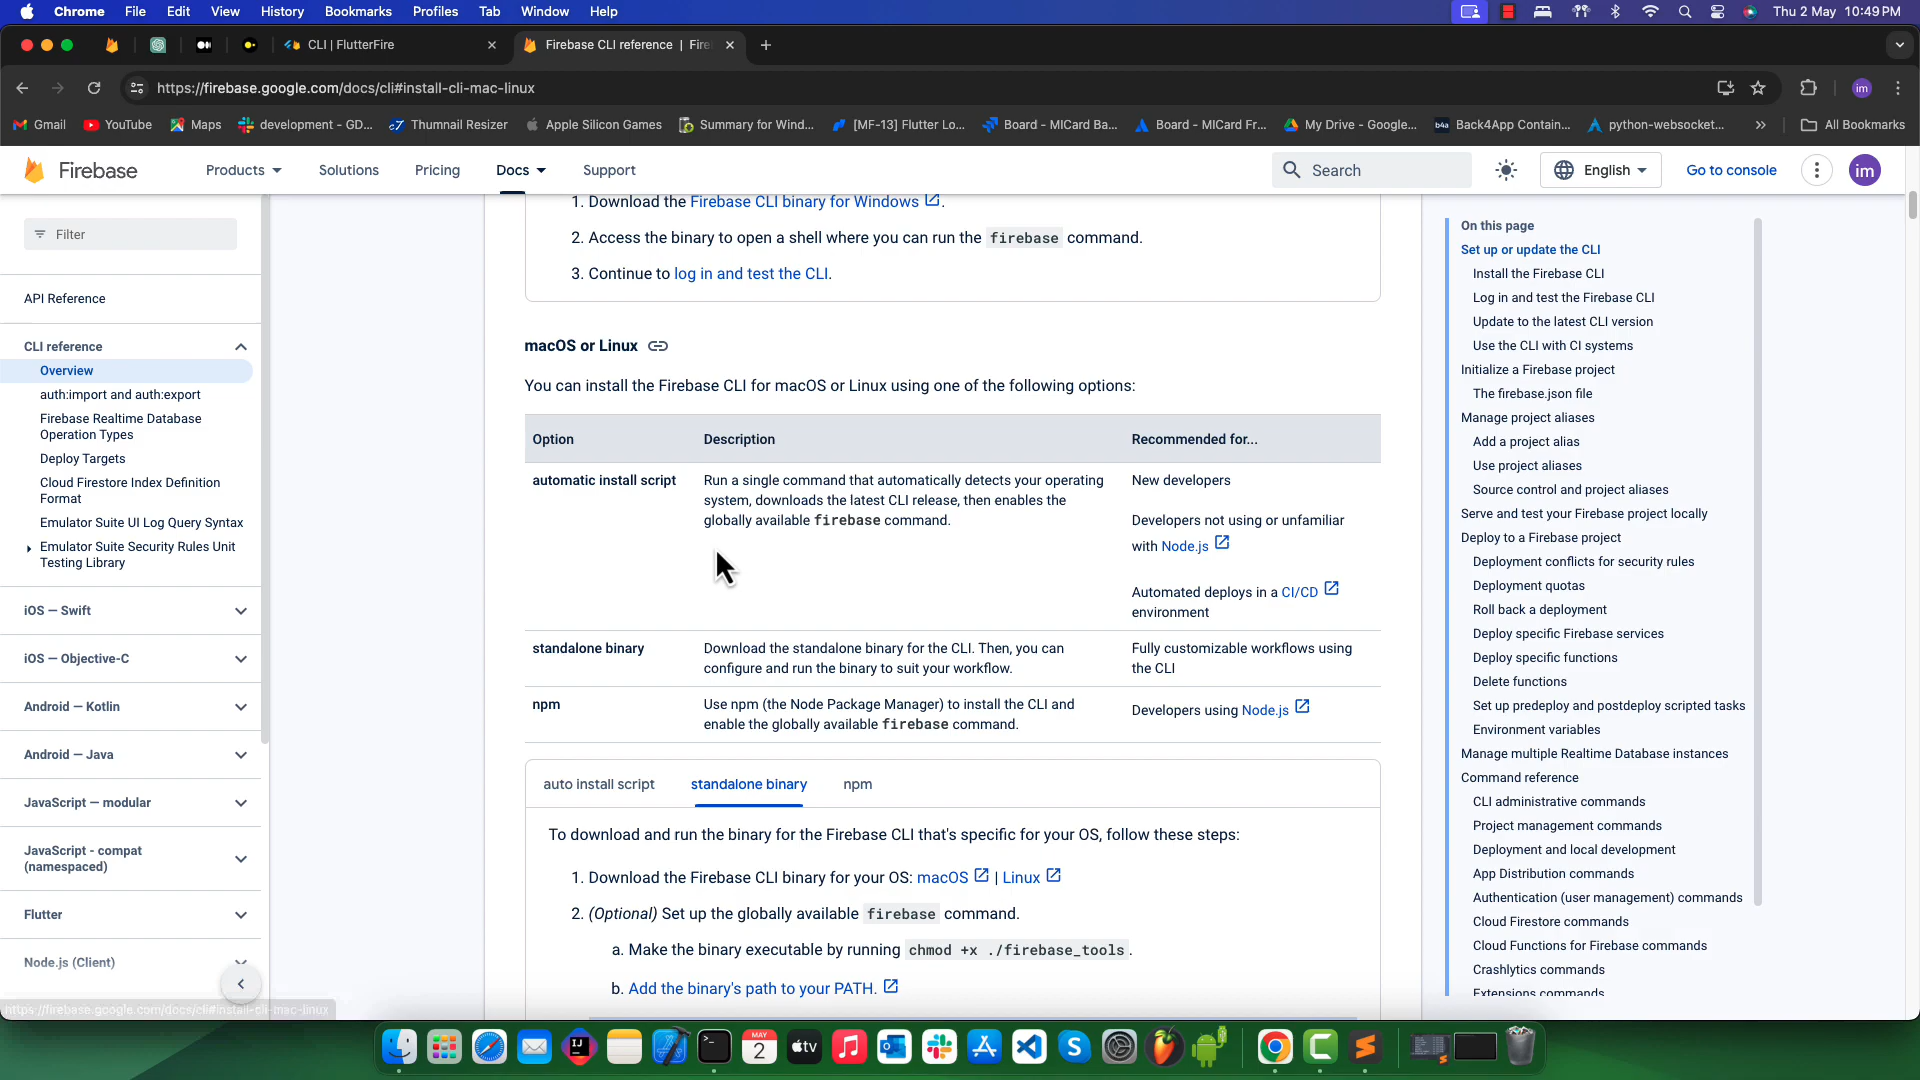 Chrome File Edit View History Bookmarks Profiles Tab Window Help Thu 2 May 10:49 PM
CLI | FlutterFire Firebase CLI reference | Fire
https://firebase.google.com/docs/cli#install-cli-mac-linux im
Gmail YouTube Maps development - GD... Thumnail Resizer Apple Silicon Games Summary for Wind... [MF-13] Flutter Lo... Board - MICard Ba... Board - MICard Fr... My Drive - Google... b4a Back4App Contain... python-websocket... » All Bookmarks
Firebase Products Solutions Pricing Docs Support Search English Go to console im
Filter
API Reference
CLI reference
Overview
auth:import and auth:export
Firebase Realtime Database
Operation Types
Deploy Targets
Cloud Firestore Index Definition
Format
Emulator Suite UI Log Query Syntax
Emulator Suite Security Rules Unit
Testing Library
iOS — Swift
iOS — Objective-C
Android — Kotlin
Android — Java
JavaScript — modular
JavaScript - compat
(namespaced)
Flutter
Node.js (Client)
https://firebase.google.com/docs/cli#install-cli-mac-linux
1. Download the Firebase CLI binary for Windows.
2. Access the binary to open a shell where you can run the firebase command.
3. Continue to log in and test the CLI.
macOS or Linux
You can install the Firebase CLI for macOS or Linux using one of the following options:
Option Description Recommended for...
automatic install script Run a single command that automatically detects your operating New developers
system, downloads the latest CLI release, then enables the
globally available firebase command. Developers not using or unfamiliar
with Node.js
Automated deploys in a CI/CD
environment
standalone binary Download the standalone binary for the CLI. Then, you can Fully customizable workflows using
configure and run the binary to suit your workflow. the CLI
npm Use npm (the Node Package Manager) to install the CLI and Developers using Node.js
enable the globally available firebase command.
auto install script standalone binary npm
To download and run the binary for the Firebase CLI that's specific for your OS, follow these steps:
1. Download the Firebase CLI binary for your OS: macOS | Linux
2. (Optional) Set up the globally available firebase command.
a. Make the binary executable by running chmod +x ./firebase_tools.
b. Add the binary's path to your PATH.
On this page
Set up or update the CLI
Install the Firebase CLI
Log in and test the Firebase CLI
Update to the latest CLI version
Use the CLI with CI systems
Initialize a Firebase project
The firebase.json file
Manage project aliases
Add a project alias
Use project aliases
Source control and project aliases
Serve and test your Firebase project locally
Deploy to a Firebase project
Deployment conflicts for security rules
Deployment quotas
Roll back a deployment
Deploy specific Firebase services
Deploy specific functions
Delete functions
Set up predeploy and postdeploy scripted tasks
Environment variables
Manage multiple Realtime Database instances
Command reference
CLI administrative commands
Project management commands
Deployment and local development
App Distribution commands
Authentication (user management) commands
Cloud Firestore commands
Cloud Functions for Firebase commands
Crashlytics commands
Extensions commands
IJ MAY 2 tv